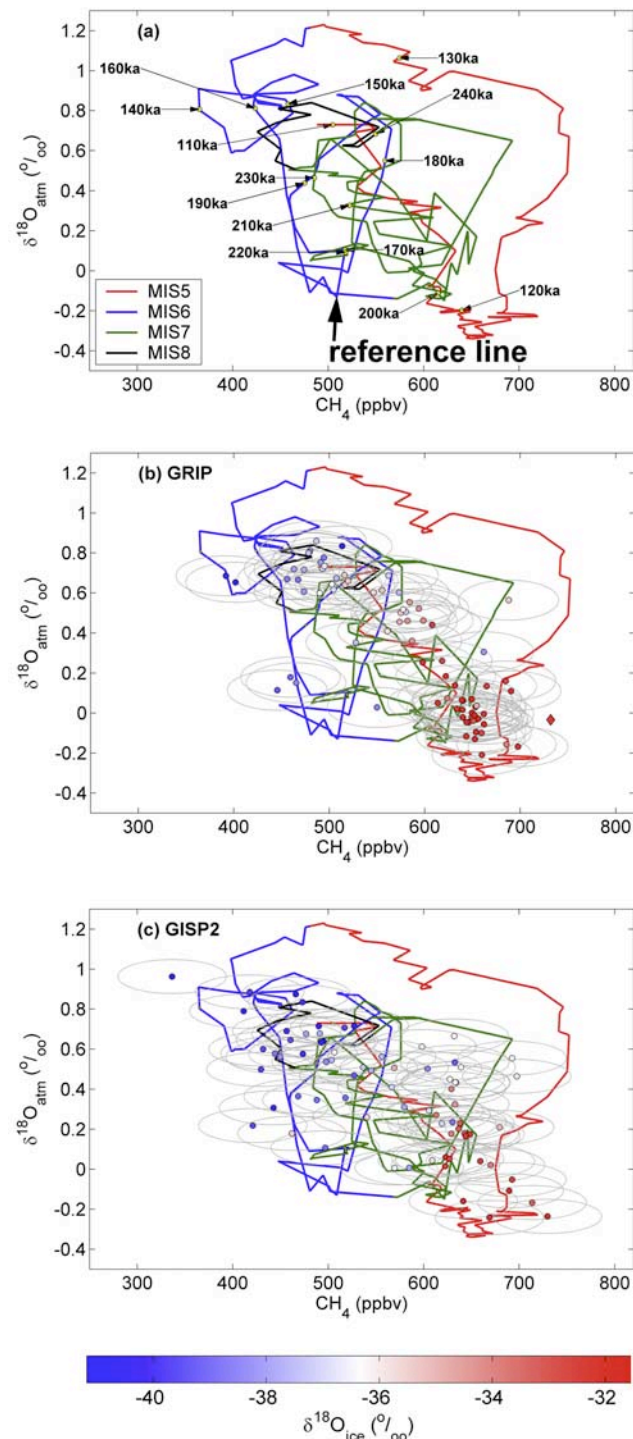 (a)
1.2
1
0.8
0.6
0.4
0.2
0
-0.2
-0.4
δ18Oatm (o/oo)
130ka
160ka
150ka
140ka
240ka
110ka
180ka
230ka
190ka
210ka
220ka
170ka
120ka
200ka
MIS5
MIS6
MIS7
MIS8
reference line
300 400 500 600 700 800
CH4 (ppbv)
(b) GRIP
1.2
1
0.8
0.6
0.4
0.2
0
-0.2
-0.4
δ18Oatm (o/oo)
300 400 500 600 700 800
CH4 (ppbv)
(c) GISP2
1.2
1
0.8
0.6
0.4
0.2
0
-0.2
-0.4
δ18Oatm (o/oo)
300 400 500 600 700 800
CH4 (ppbv)
-40 -38 -36 -34 -32
δ18Oice (o/oo)